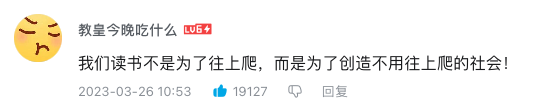 教皇今晚吃什么 LV6
我们读书不是为了往上爬，而是为了创造不用往上爬的社会！
2023-03-26 10:53 19127 回复